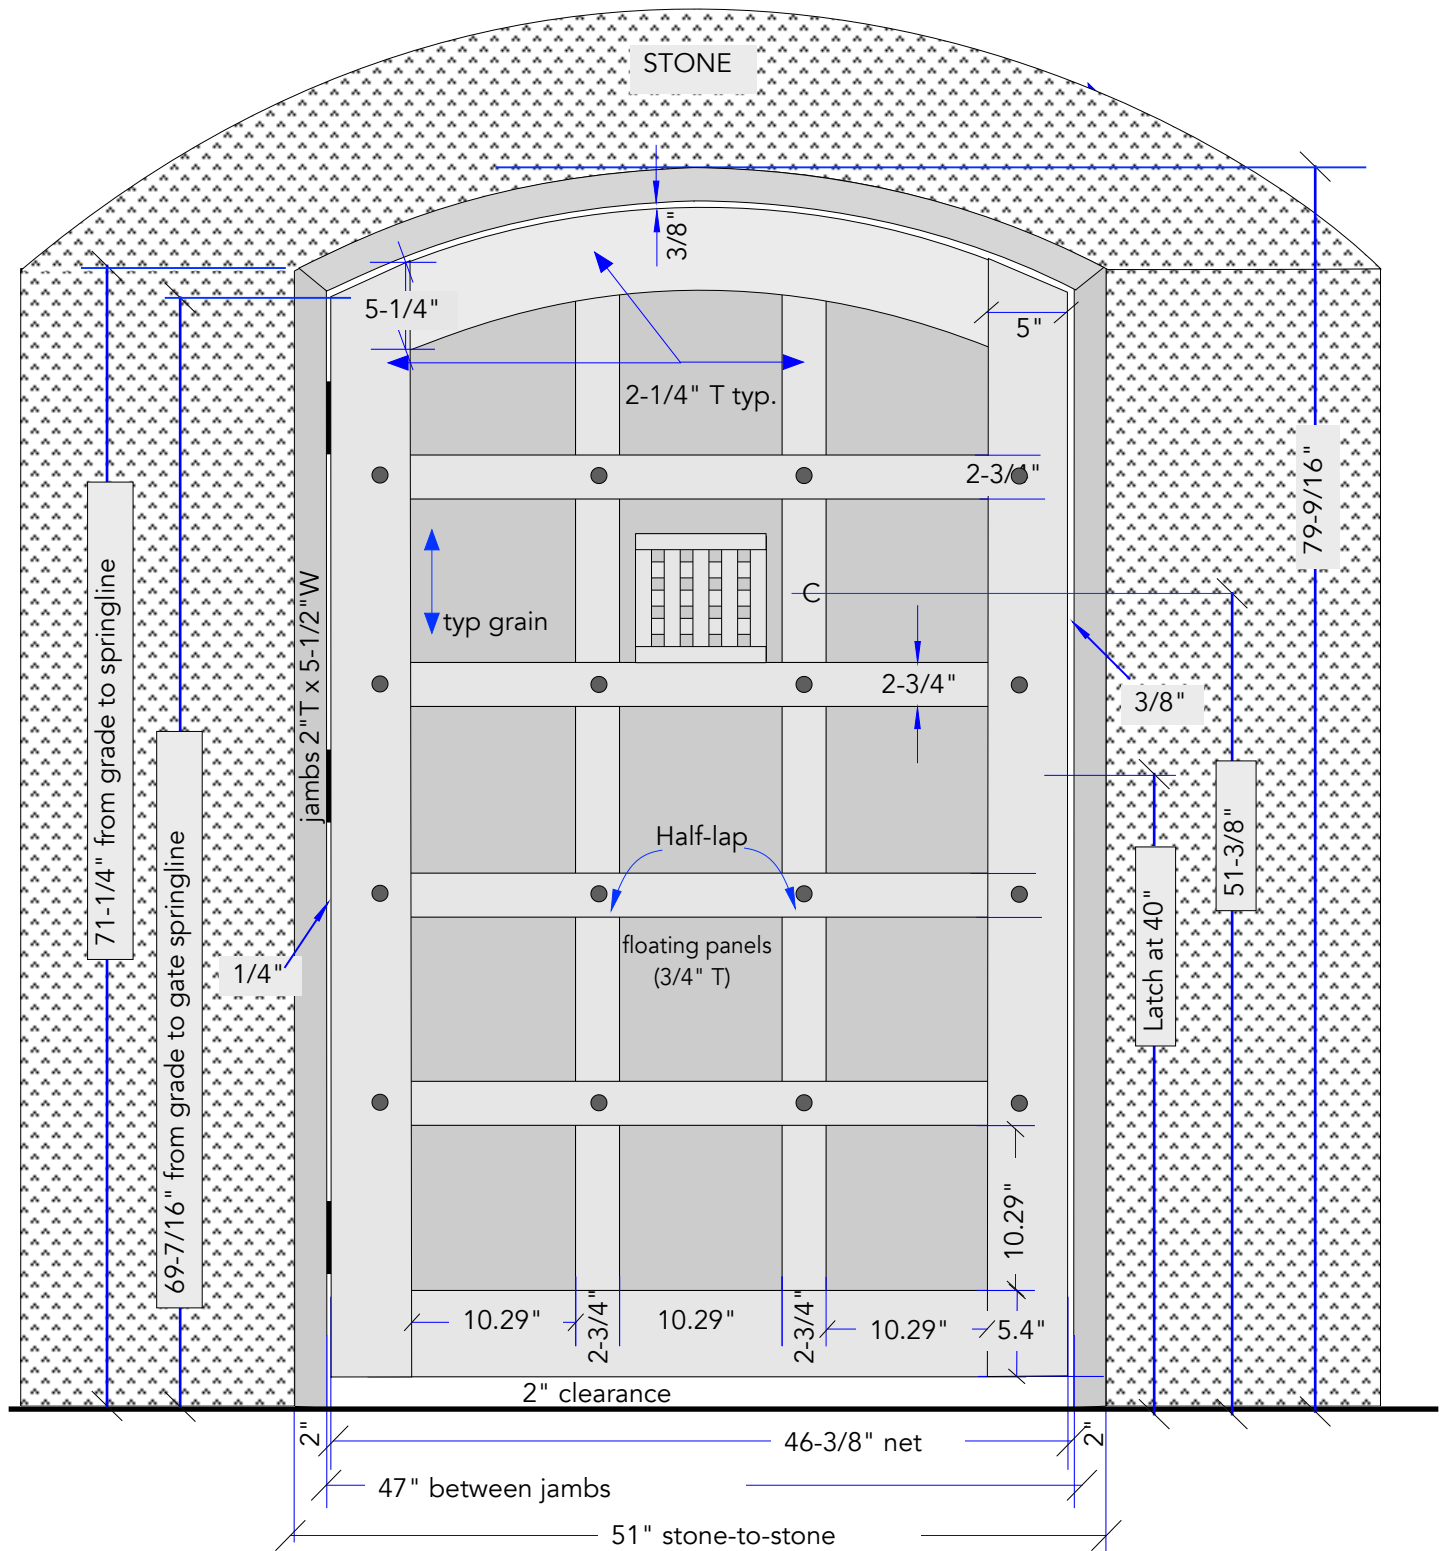 STONE
3/8"
5-1/4"
5"
2-1/4" T typ.
2-3/4"
79-9/16"
typ grain
C
jambs 2"T x 5-1/2"W
71-1/4" from grade to springline
69-7/16" from grade to gate springline
2-3/4"
3/8"
51-3/8"
Half-lap
Latch at 40"
floating panels
(3/4" T)
1/4"
10.29"
10.29"
2-3/4"
10.29"
2-3/4"
10.29"
5.4"
2" clearance
2"
46-3/8" net
2"
47" between jambs
51" stone-to-stone